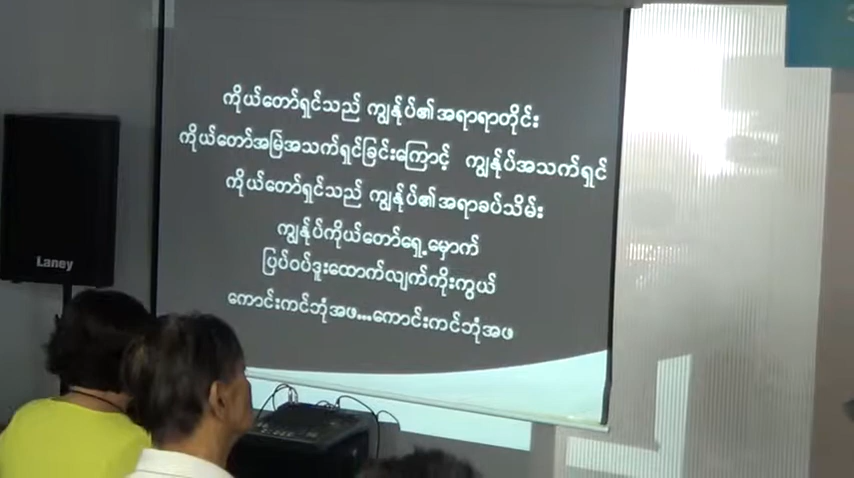 ကိုယ်တော်ရှင်သည် ကျွန်ုပ်၏အရာရာတိုင်း
ကိုယ်တော်အမြဲအသက်ရှင်ခြင်းကြောင့် ကျွန်ုပ်အသက်ရှင်
ကိုယ်တော်ရှင်သည် ကျွန်ုပ်၏အရာခပ်သိမ်း
ကျွန်ုပ်ကိုယ်တော်ရှေ့မှောက်
ပြပ်ဝပ်ဒူးထောက်လျက်ကိုးကွယ်
ကောင်းကင်ဘုံအဖ...ကောင်းကင်ဘုံအဖ
Laney